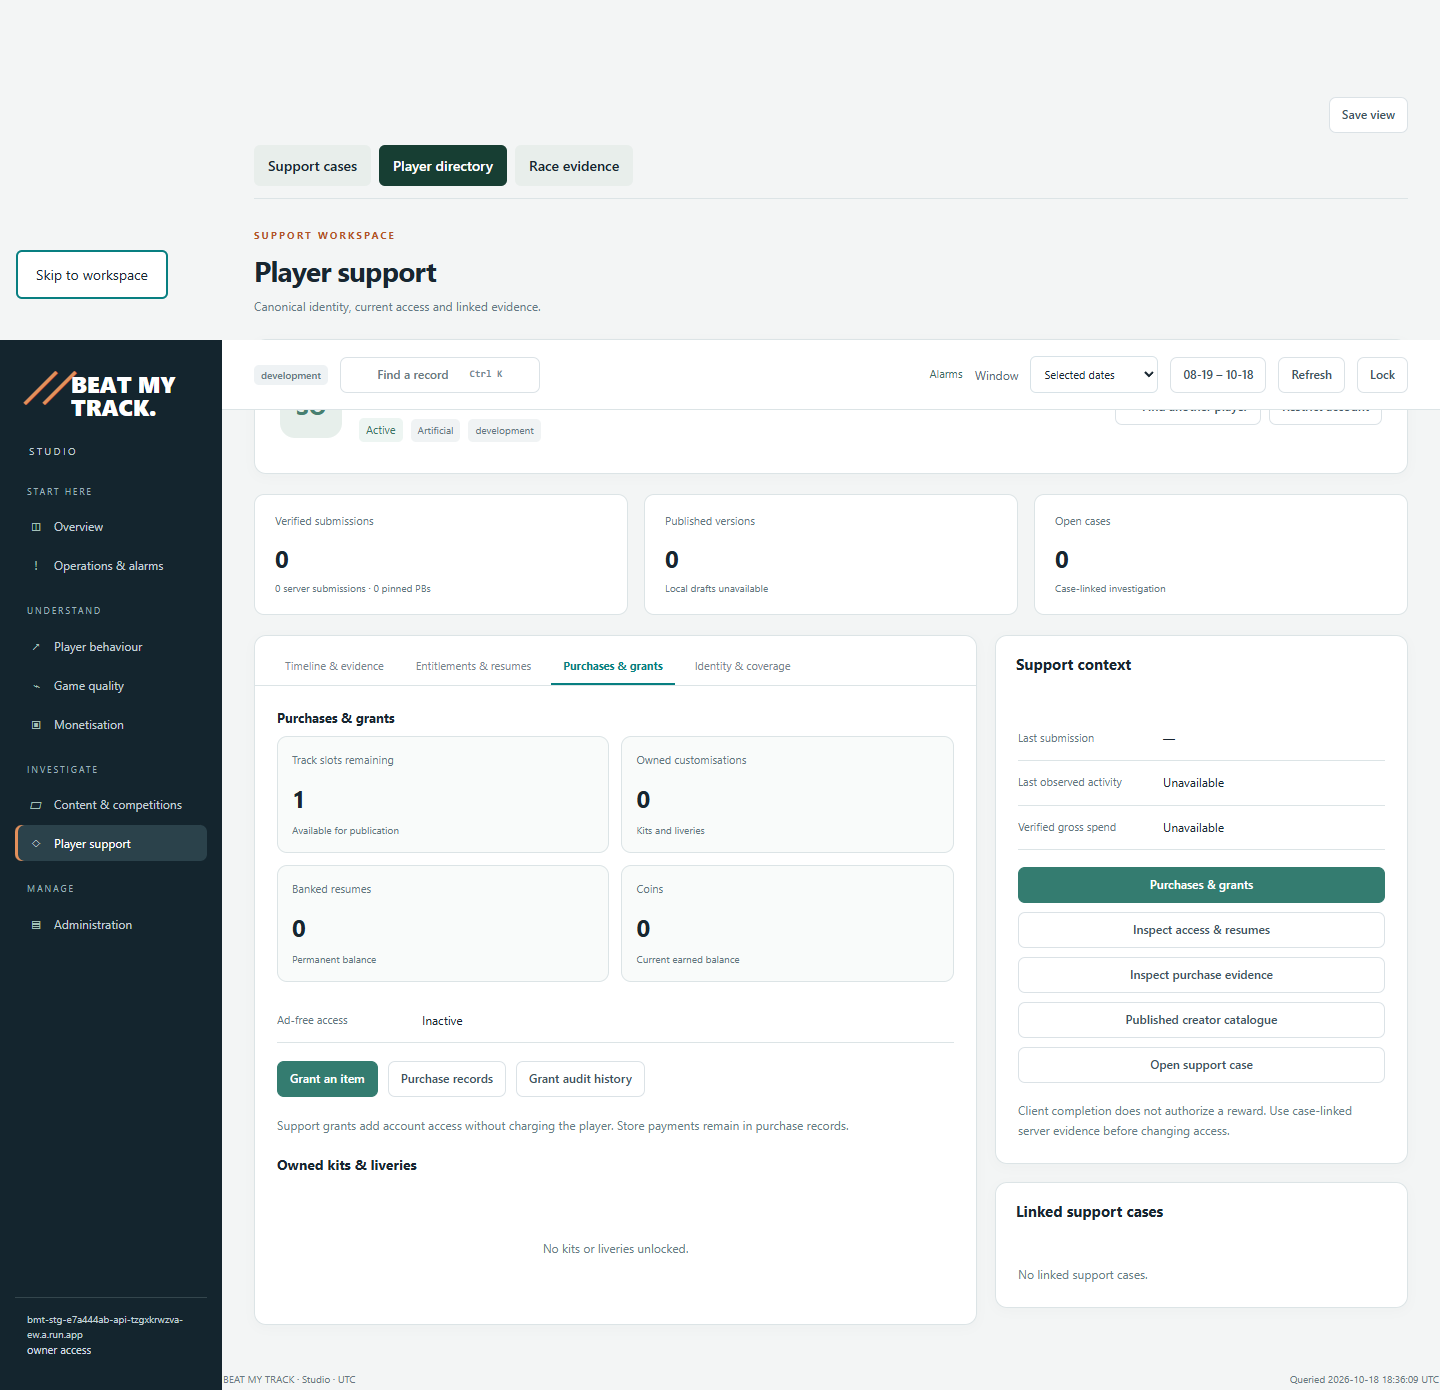 Save view
Support cases
Player directory
Race evidence
SUPPORT WORKSPACE
Player support
Canonical identity, current access and linked evidence.
Skip to workspace
BEAT MY
TRACK.
STUDIO
START HERE
Overview
Operations & alarms
UNDERSTAND
Player behaviour
Game quality
Monetisation
INVESTIGATE
Content & competitions
Player support
MANAGE
Administration
bmt-stg-e7a444ab-api-tzgxkrwzva-
ew.a.run.app
owner access
development
Find a record Ctrl K
Alarms
Window
Selected dates
08-19 – 10-18
Refresh
Lock
Active
Artificial
development
Verified submissions
0
0 server submissions · 0 pinned PBs
Published versions
0
Local drafts unavailable
Open cases
0
Case-linked investigation
Timeline & evidence
Entitlements & resumes
Purchases & grants
Identity & coverage
Purchases & grants
Track slots remaining
1
Available for publication
Owned customisations
0
Kits and liveries
Banked resumes
0
Permanent balance
Coins
0
Current earned balance
Ad-free access Inactive
Grant an item
Purchase records
Grant audit history
Support grants add account access without charging the player. Store payments remain in purchase records.
Owned kits & liveries
No kits or liveries unlocked.
Support context
Last submission —
Last observed activity Unavailable
Verified gross spend Unavailable
Purchases & grants
Inspect access & resumes
Inspect purchase evidence
Published creator catalogue
Open support case
Client completion does not authorize a reward. Use case-linked
server evidence before changing access.
Linked support cases
No linked support cases.
BEAT MY TRACK · Studio · UTC
Queried 2026-10-18 18:36:09 UTC